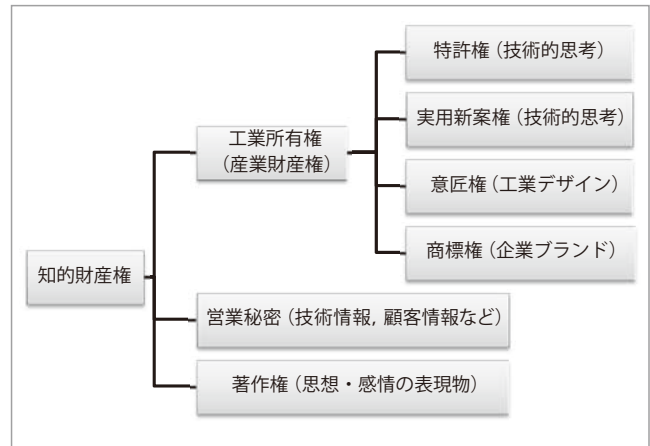 知的財産権
工業所有権
(産業財産権)
特許権(技術的思考)
実用新案権(技術的思考)
意匠権(工業デザイン)
商標権(企業ブランド)
営業秘密(技術情報, 顧客情報など)
著作権(思想・感情の表現物)